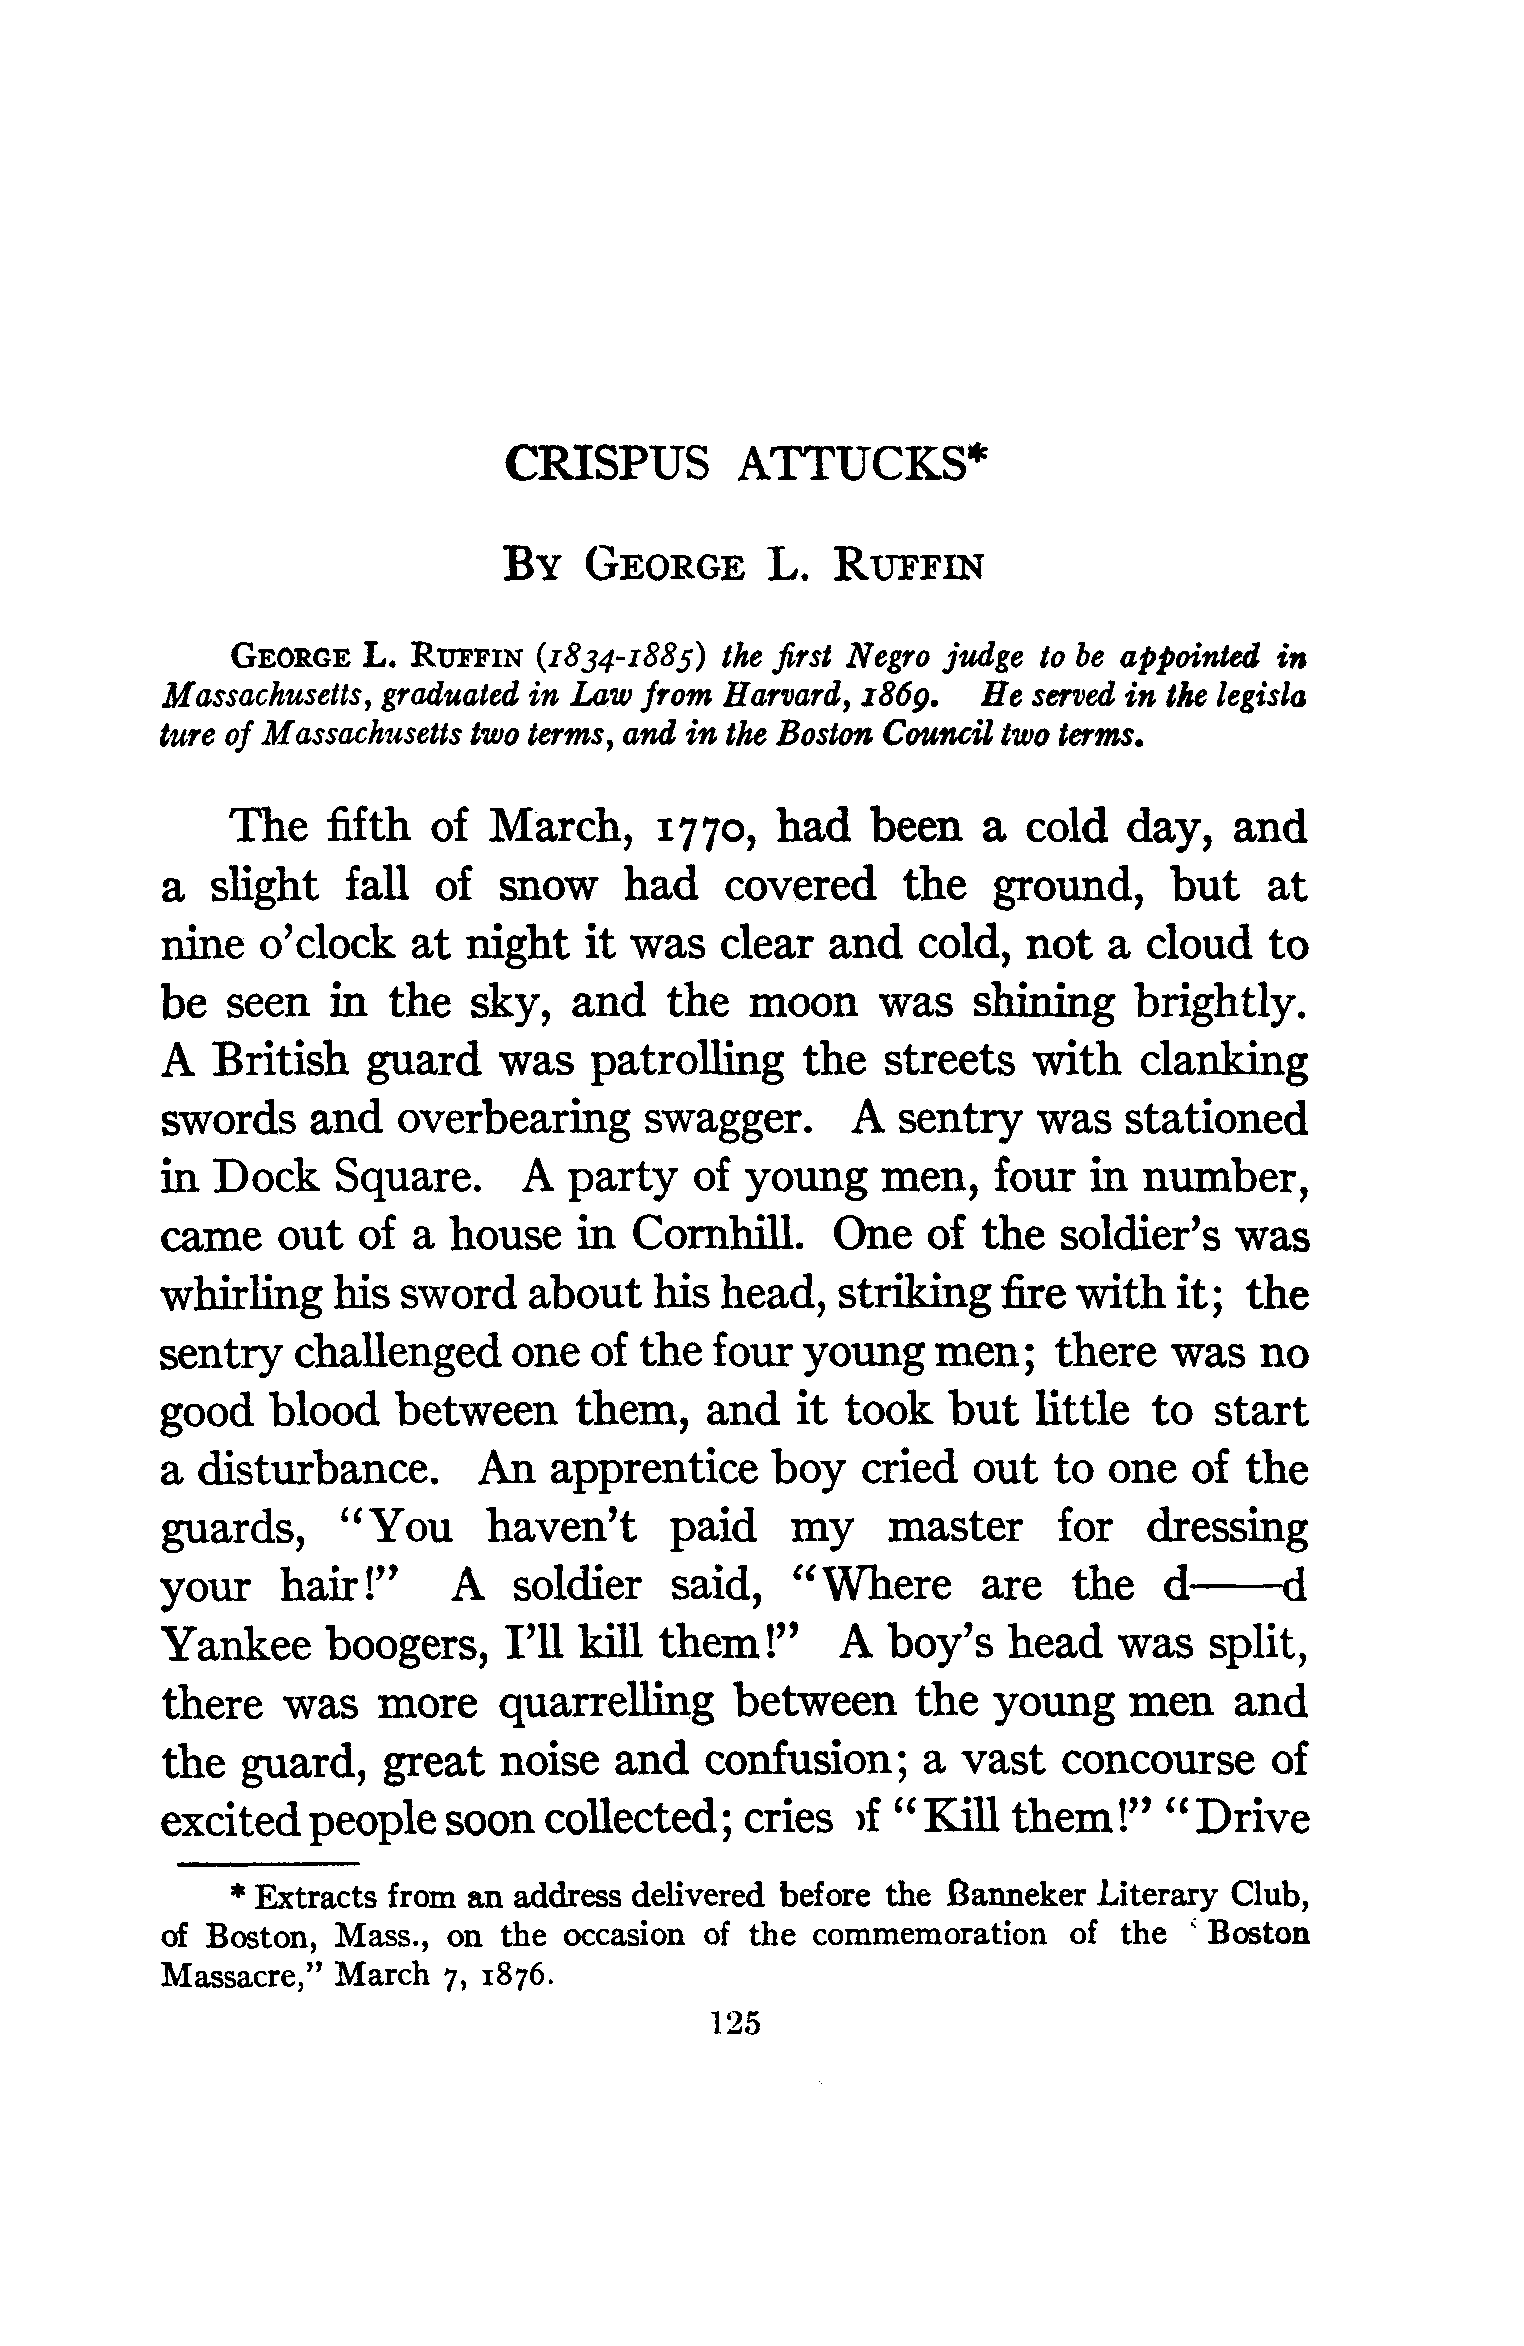 CRISPUS ATTUCKS*
By George L. Ruffin
George L. Ruffin (1834-1885) the first Negro judge to be appointed in
Massachusetts, graduated in Law from Harvard, 1869. He served in the legisla
ture of Massachusetts two terms, and in the Boston Council two terms.
The fifth of March, 1770, had been a cold day, and
a slight fall of snow had covered the ground, but at
nine o'clock at night it was clear and cold, not a cloud to
be seen in the sky, and the moon was shining brightly.
A British guard was patrolling the streets with clanking
swords and overbearing swagger. A sentry was stationed
in Dock Square. A party of young men, four in number,
came out of a house in Cornhill. One of the soldier's was
whirling his sword about his head, striking fire with it; the
sentry challenged one of the four young men; there was no
good blood between them, and it took but little to start
a disturbance. An apprentice boy cried out to one of the
guards, "You haven't paid my master for dressing
your hair!" A soldier said, "Where are the d——d
Yankee boogers, I'll kill them!" A boy's head was split,
there was more quarrelling between the young men and
the guard, great noise and confusion; a vast concourse of
excited people soon collected; cries of "Kill them!" "Drive
* Extracts from an address delivered before the Banneker Literary Club,
of Boston, Mass., on the occasion of the commemoration of the ' Boston
Massacre," March 7, 1876.
125